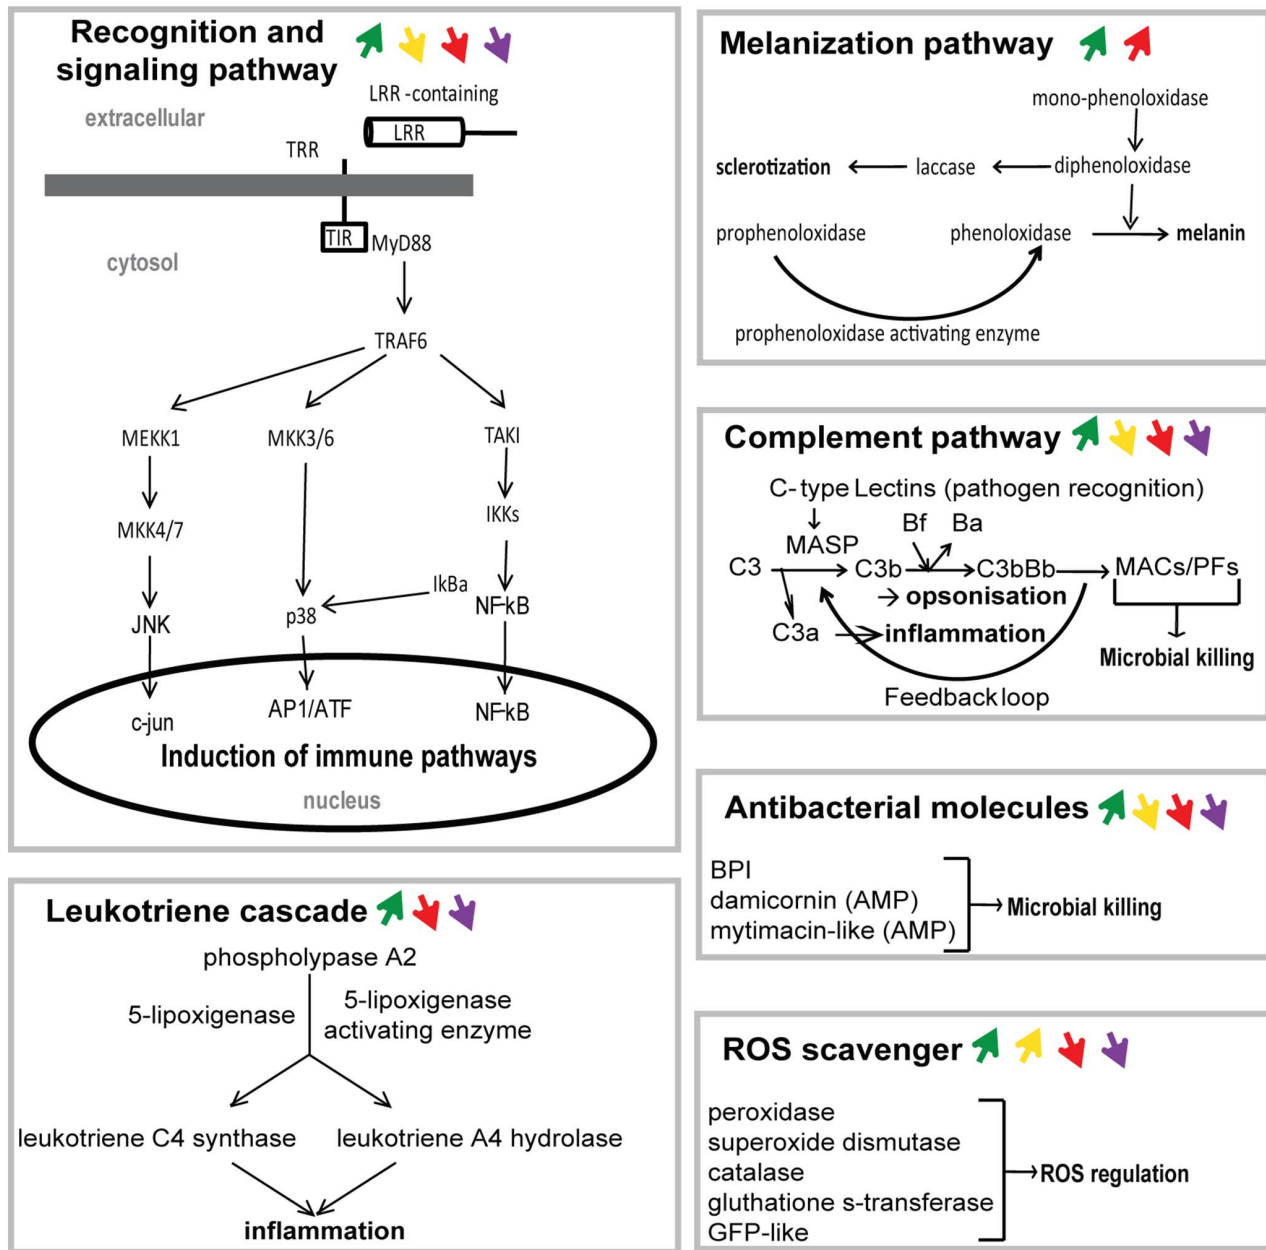 Recognition and
signaling pathway
LRR -containing
extracellular
LRR
TRR
TIR
MyD88
cytosol
TRAF6
MEKK1
MKK3/6
TAKI
MKK4/7
IKKs
IkBa
JNK
p38
NF-kB
c-jun
AP1/ATF
NF-kB
Induction of immune pathways
nucleus
Leukotriene cascade
phospholypase A2
5-lipoxigenase
5-lipoxigenase
activating enzyme
leukotriene C4 synthase
leukotriene A4 hydrolase
inflammation
Melanization pathway
mono-phenoloxidase
sclerotization
laccase
diphenoloxidase
prophenoloxidase
phenoloxidase
melanin
prophenoloxidase activating enzyme
Complement pathway
C-type Lectins (pathogen recognition)
Bf
Ba
MASP
C3
C3b
C3bBb
MACs/PFs
opsonisation
C3a
inflammation
Microbial killing
Feedback loop
Antibacterial molecules
BPI
damicornin (AMP)
mytimacin-like (AMP)
Microbial killing
ROS scavenger
peroxidase
superoxide dismutase
catalase
gluthatione s-transferase
GFP-like
ROS regulation